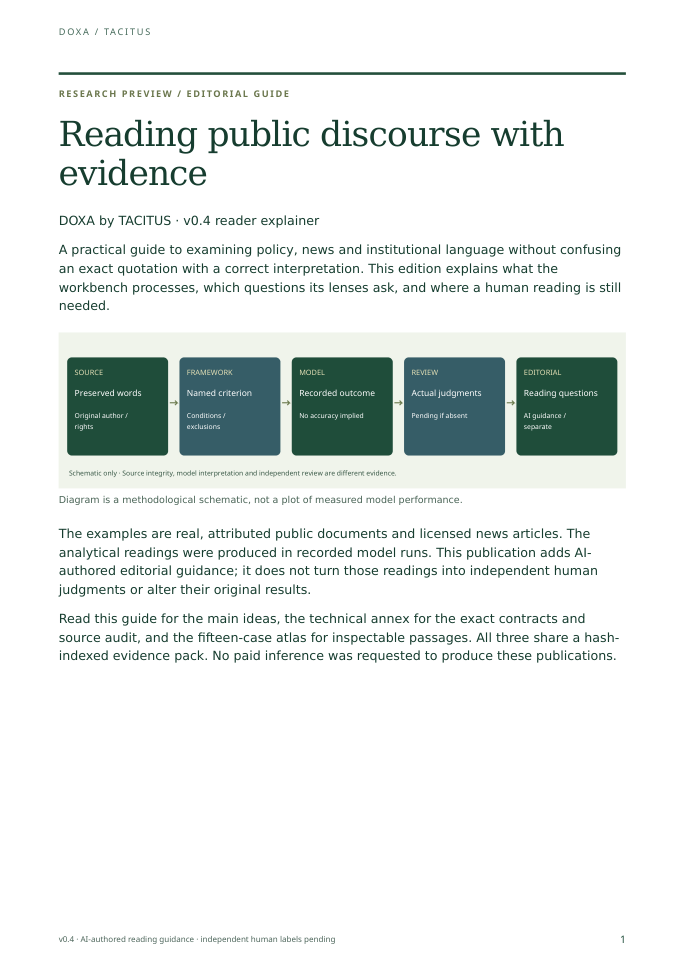 DOXA / TACITUS
RESEARCH PREVIEW / EDITORIAL GUIDE
Reading public discourse with
evidence
DOXA by TACITUS · v0.4 reader explainer
A practical guide to examining policy, news and institutional language without confusing
an exact quotation with a correct interpretation. This edition explains what the
workbench processes, which questions its lenses ask, and where a human reading is still
needed.
SOURCE
Preserved words
Original author /
rights
→
FRAMEWORK
Named criterion
Conditions /
exclusions
→
MODEL
Recorded outcome
No accuracy implied
→
REVIEW
Actual judgments
Pending if absent
→
EDITORIAL
Reading questions
AI guidance /
separate
Schematic only · Source integrity, model interpretation and independent review are different evidence.
Diagram is a methodological schematic, not a plot of measured model performance.
The examples are real, attributed public documents and licensed news articles. The
analytical readings were produced in recorded model runs. This publication adds AI-
authored editorial guidance; it does not turn those readings into independent human
judgments or alter their original results.
Read this guide for the main ideas, the technical annex for the exact contracts and
source audit, and the fifteen-case atlas for inspectable passages. All three share a hash-
indexed evidence pack. No paid inference was requested to produce these publications.
v0.4 · AI-authored reading guidance · independent human labels pending
1